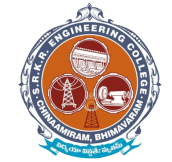 S.R.K.R. ENGINEERING COLLEGE
CHINAAMIRAM, BHIMAVARAM